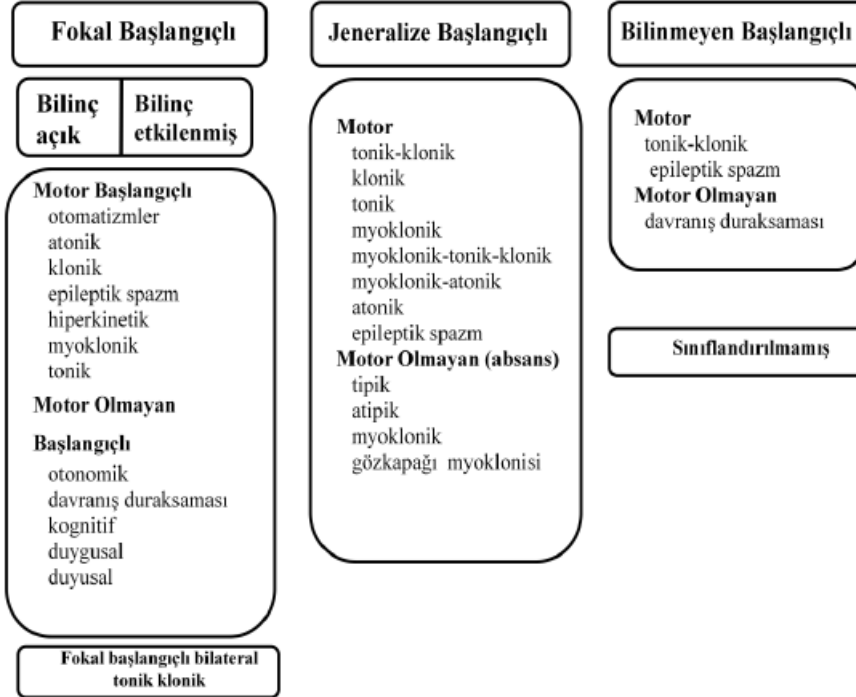 Fokal Başlangıçlı
Bilinç
açık
Bilinç
etkilenmiş
Motor Başlangıçlı
otomatizmler
atonik
klonik
epileptik spazm
hiperkinetik
myoklonik
tonik
Motor Olmayan
Başlangıçlı
otonomik
davranış duraksaması
kognitif
duygusal
duyusal
Fokal başlangıçlı bilateral
tonik klonik
Jeneralize Başlangıçlı
Motor
tonik-klonik
klonik
tonik
myoklonik
myoklonik-tonik-klonik
myoklonik-atonik
atonik
epileptik spazm
Motor Olmayan (absans)
tipik
atipik
myoklonik
gözkapağı myoklonisi
Bilinmeyen Başlangıçlı
Motor
tonik-klonik
epileptik spazm
Motor Olmayan
davranış duraksaması
Sınıflandırılmamış